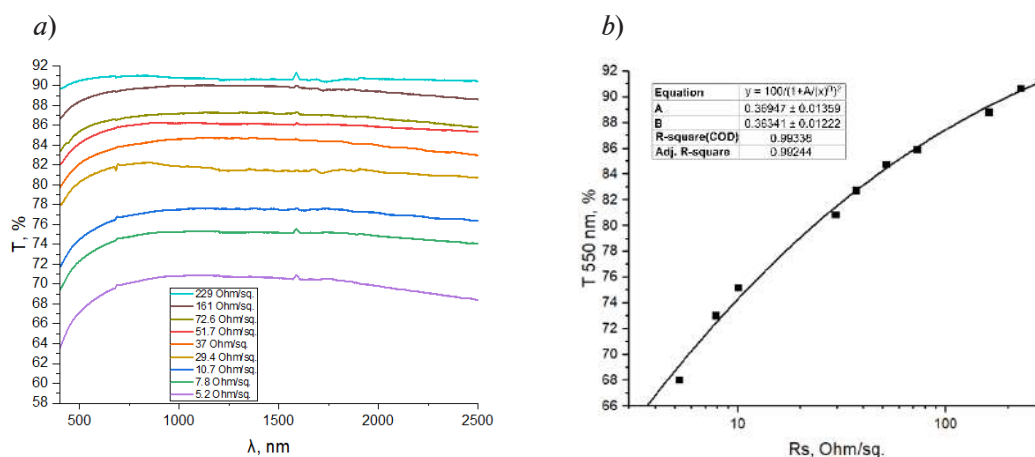 a)
92
90
88
86
84
82
80
78
76
74
72
70
68
66
64
62
60
58
T, %
229 Ohm/sq.
161 Ohm/sq.
72.6 Ohm/sq.
51.7 Ohm/sq.
37 Ohm/sq.
29.4 Ohm/sq.
10.7 Ohm/sq.
7.8 Ohm/sq.
5.2 Ohm/sq.
500 1000 1500 2000 2500
λ, nm
b)
92
90
88
86
84
82
80
78
76
74
72
70
68
66
T 550 nm, %
Equation y = 100/(1+A/(x)^B)^2
A 0.36947 ± 0.01359
B 0.36341 ± 0.01222
R-square(COD) 0.99338
Adj. R-square 0.99244
10 100
Rs, Ohm/sq.